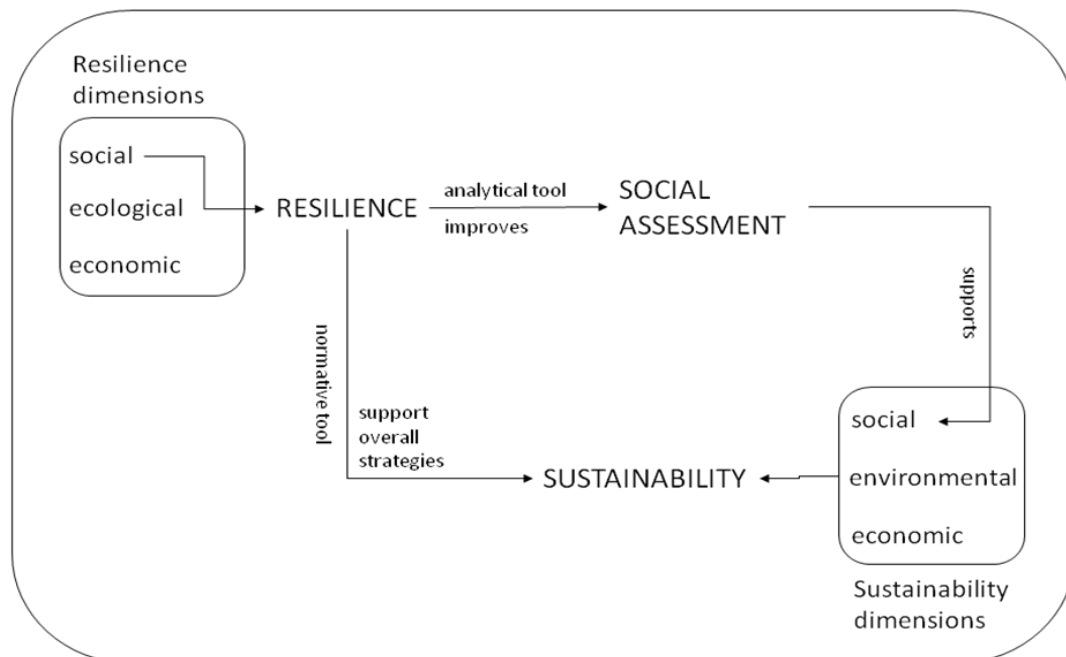 Resilience
dimensions
social
ecological
economic
RESILIENCE
analytical tool
improves
SOCIAL
ASSESSMENT
supports
normative tool
support
overall
strategies
SUSTAINABILITY
social
environmental
economic
Sustainability
dimensions